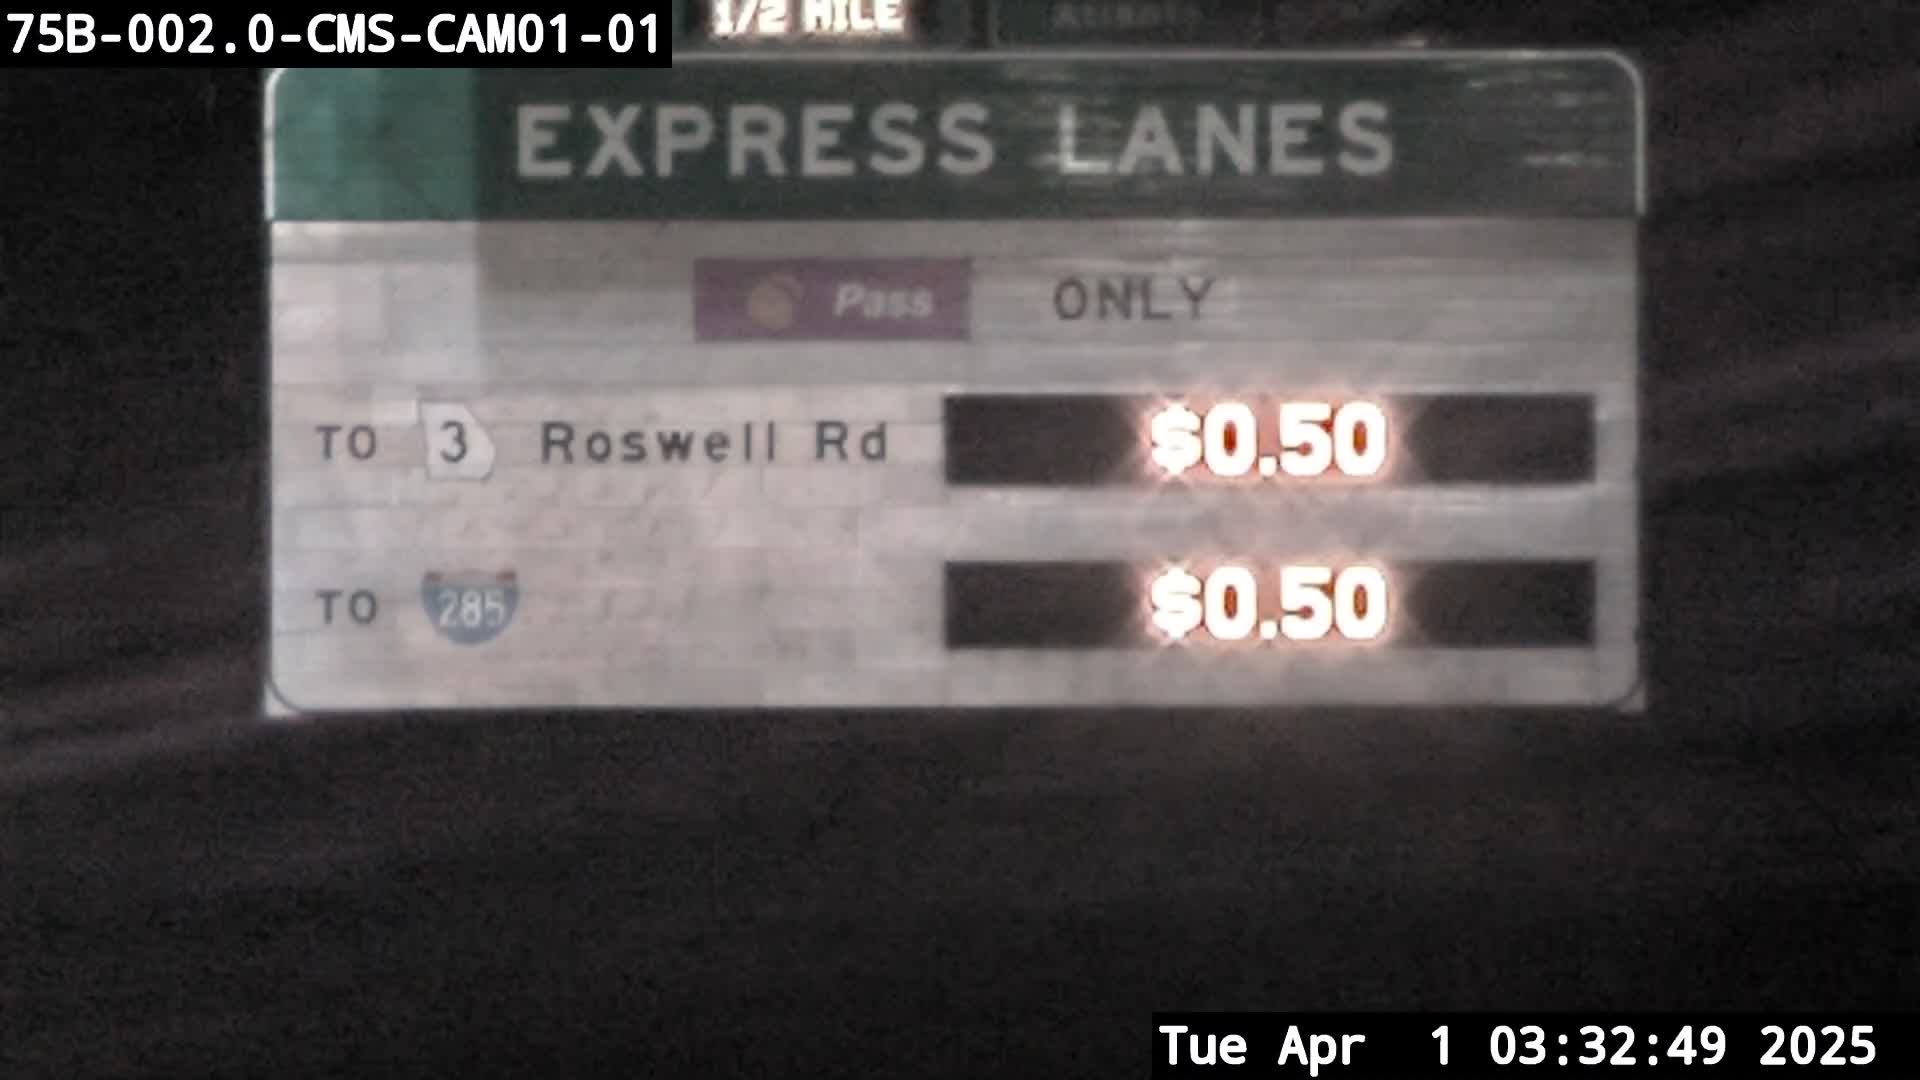 75B-002.0-CMS-CAM01-01
1/2 MILE
Atlanta
EXPRESS LANES
Pass ONLY
TO 3 Roswell Rd $0.50
TO 285 $0.50
Tue Apr 1 03:32:49 2025